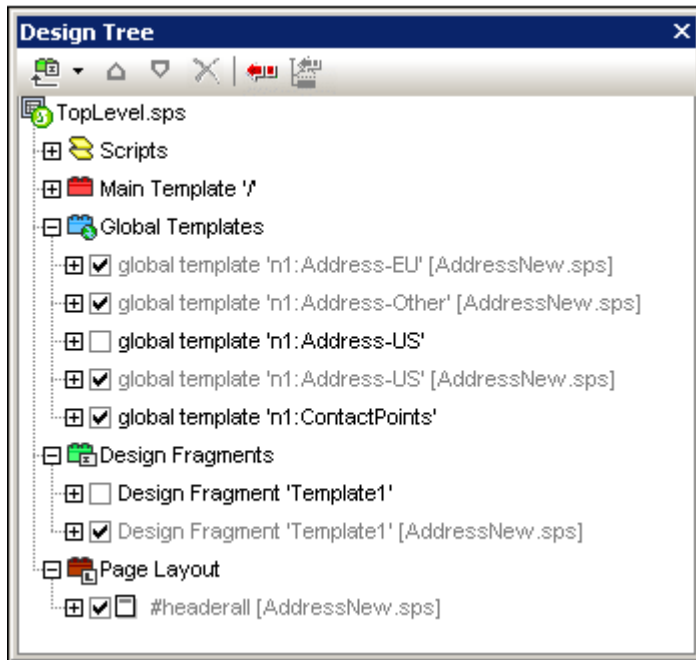 Design Tree
TopLevel.sps
Scripts
Main Template '/'
Global Templates
global template 'n1:Address-EU' [AddressNew.sps]
global template 'n1:Address-Other' [AddressNew.sps]
global template 'n1:Address-US'
global template 'n1:Address-US' [AddressNew.sps]
global template 'n1:ContactPoints'
Design Fragments
Design Fragment 'Template1'
Design Fragment 'Template1' [AddressNew.sps]
Page Layout
#headerall [AddressNew.sps]